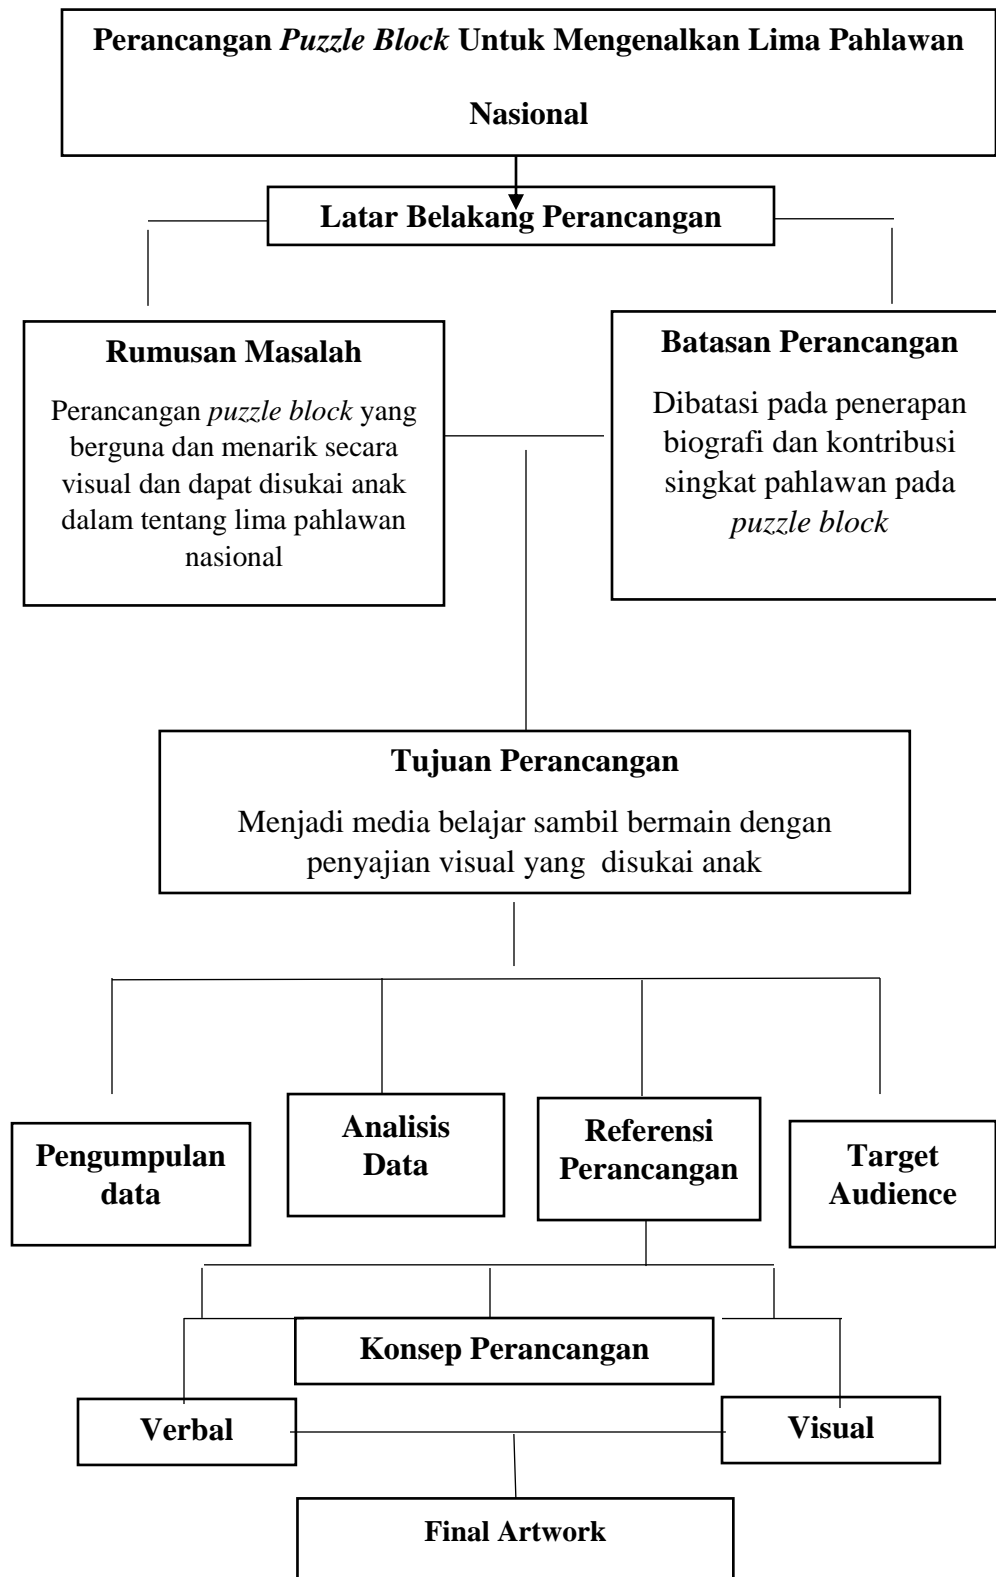 Perancangan Puzzle Block Untuk Mengenalkan Lima Pahlawan
Nasional
Latar Belakang Perancangan
Rumusan Masalah
Perancangan puzzle block yang
berguna dan menarik secara
visual dan dapat disukai anak
dalam tentang lima pahlawan
nasional
Batasan Perancangan
Dibatasi pada penerapan
biografi dan kontribusi
singkat pahlawan pada
puzzle block
Tujuan Perancangan
Menjadi media belajar sambil bermain dengan
penyajian visual yang disukai anak
Pengumpulan
data
Analisis
Data
Referensi
Perancangan
Target
Audience
Konsep Perancangan
Verbal
Visual
Final Artwork